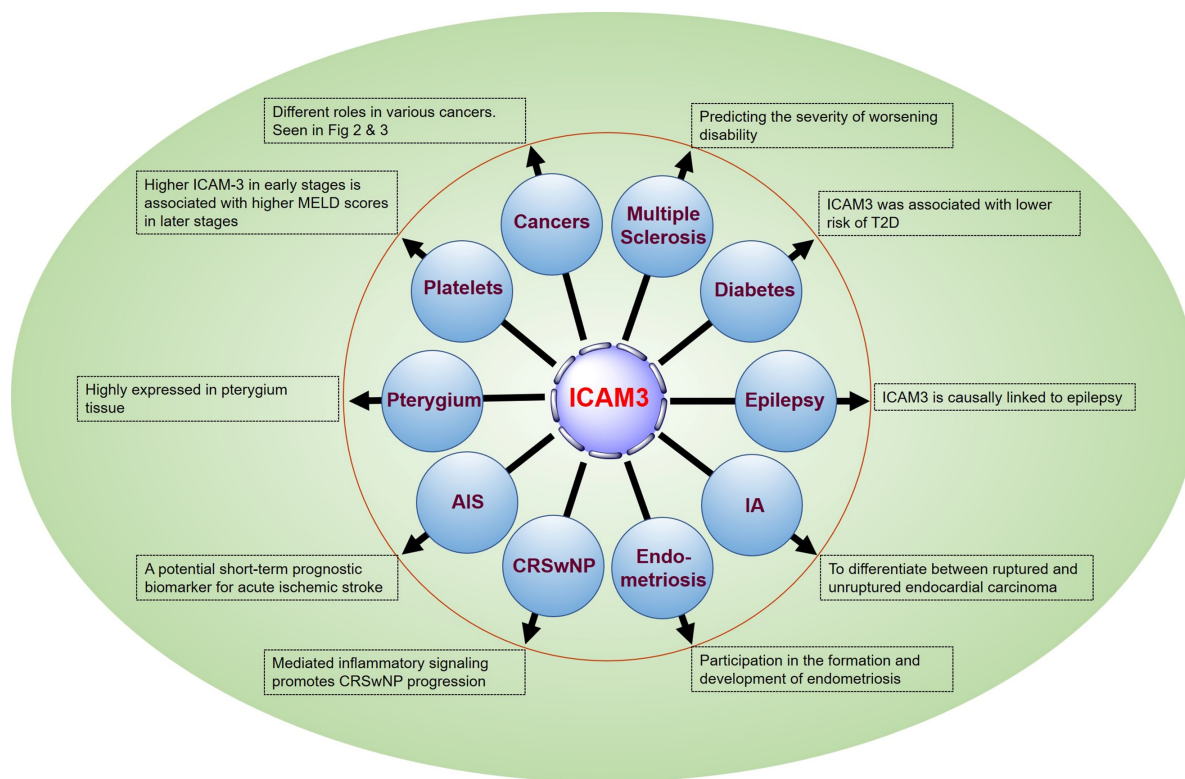 Different roles in various cancers.
Seen in Fig 2 & 3
Predicting the severity of worsening
disability
Higher ICAM-3 in early stages is
associated with higher MELD scores
in later stages
ICAM3 was associated with lower
risk of T2D
Cancers
Multiple
Sclerosis
Platelets
Diabetes
Highly expressed in pterygium
tissue
Pterygium
ICAM3
Epilepsy
ICAM3 is causally linked to epilepsy
AIS
IA
CRSwNP
Endo-
metriosis
A potential short-term prognostic
biomarker for acute ischemic stroke
To differentiate between ruptured and
unruptured endocardial carcinoma
Mediated inflammatory signaling
promotes CRSwNP progression
Participation in the formation and
development of endometriosis